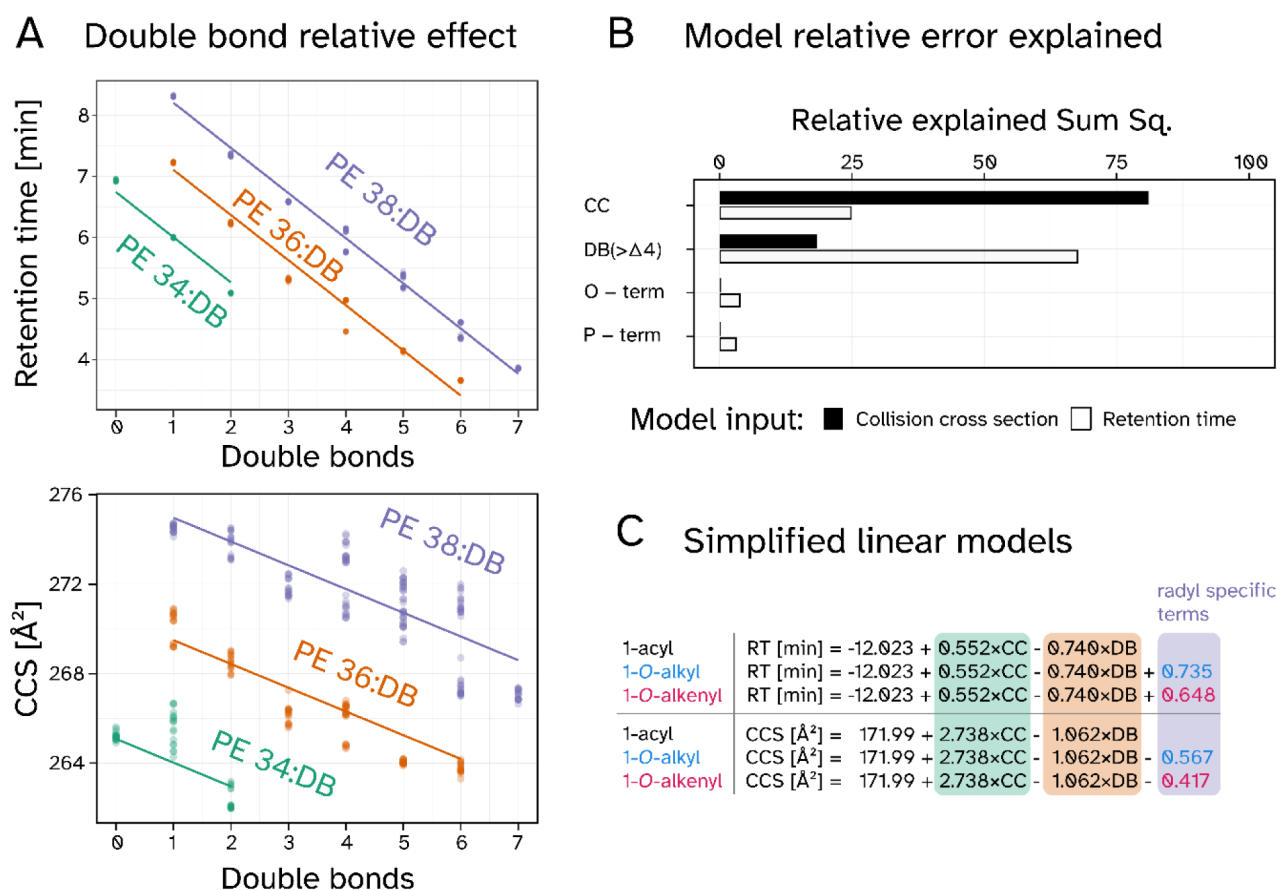 A Double bond relative effect
Retention time [min]
8
7
6
5
4
PE 38:DB
PE 36:DB
PE 34:DB
0 1 2 3 4 5 6 7
Double bonds
CCS [Å²]
276
272
268
264
PE 38:DB
PE 36:DB
PE 34:DB
0 1 2 3 4 5 6 7
Double bonds
B Model relative error explained
Relative explained Sum Sq.
0 25 50 75 100
CC
DB(>Δ4)
O – term
P – term
Model input: Collision cross section Retention time
C Simplified linear models
radyl specific
terms
1-acyl RT [min] = -12.023 + 0.552×CC - 0.740×DB
1-O-alkyl RT [min] = -12.023 + 0.552×CC - 0.740×DB + 0.735
1-O-alkenyl RT [min] = -12.023 + 0.552×CC - 0.740×DB + 0.648
1-acyl CCS [Å²] = 171.99 + 2.738×CC - 1.062×DB
1-O-alkyl CCS [Å²] = 171.99 + 2.738×CC - 1.062×DB - 0.567
1-O-alkenyl CCS [Å²] = 171.99 + 2.738×CC - 1.062×DB - 0.417